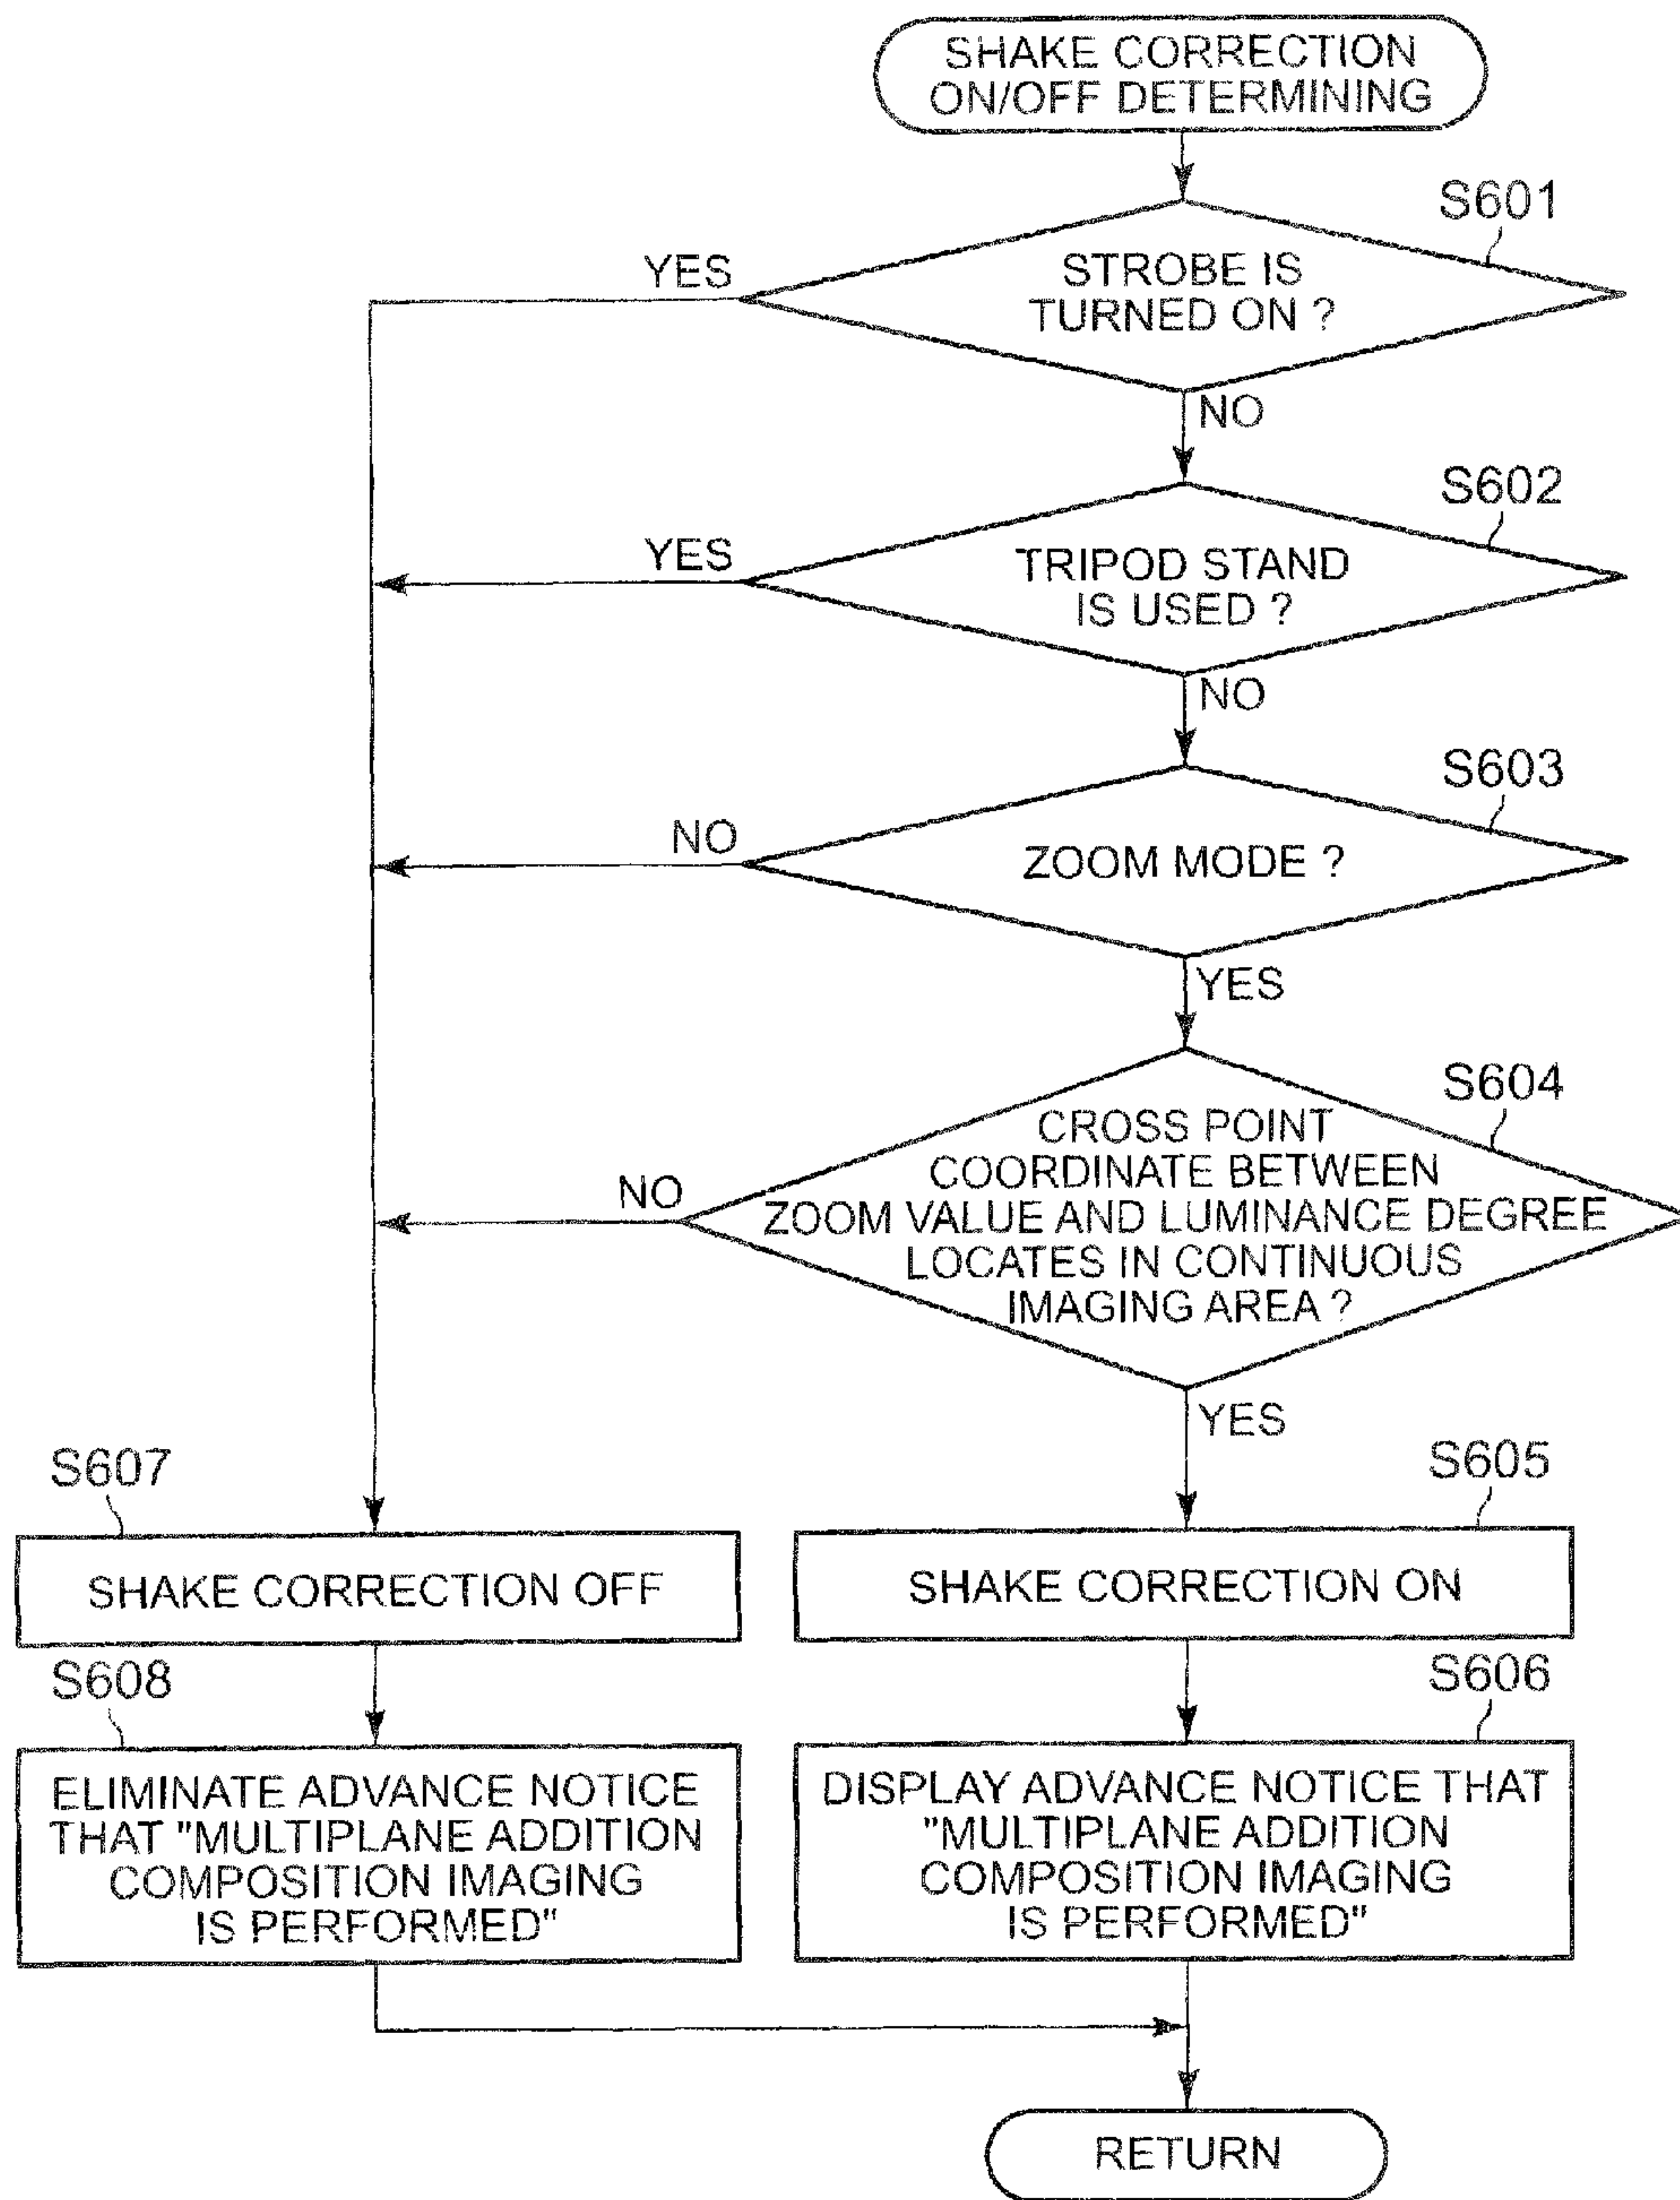 SHAKE CORRECTION
ON/OFF DETERMINING
S601
YES
STROBE IS
TURNED ON ?
NO
S602
YES
TRIPOD STAND
IS USED ?
NO
S603
NO
ZOOM MODE ?
YES
S604
CROSS POINT
COORDINATE BETWEEN
NO
ZOOM VALUE AND LUMINANCE DEGREE
LOCATES IN CONTINUOUS
IMAGING AREA ?
YES
S607
SHAKE CORRECTION OFF
S605
SHAKE CORRECTION ON
S608
ELIMINATE ADVANCE NOTICE
THAT "MULTIPLANE ADDITION
COMPOSITION IMAGING
IS PERFORMED"
S606
DISPLAY ADVANCE NOTICE THAT
"MULTIPLANE ADDITION
COMPOSITION IMAGING
IS PERFORMED"
RETURN